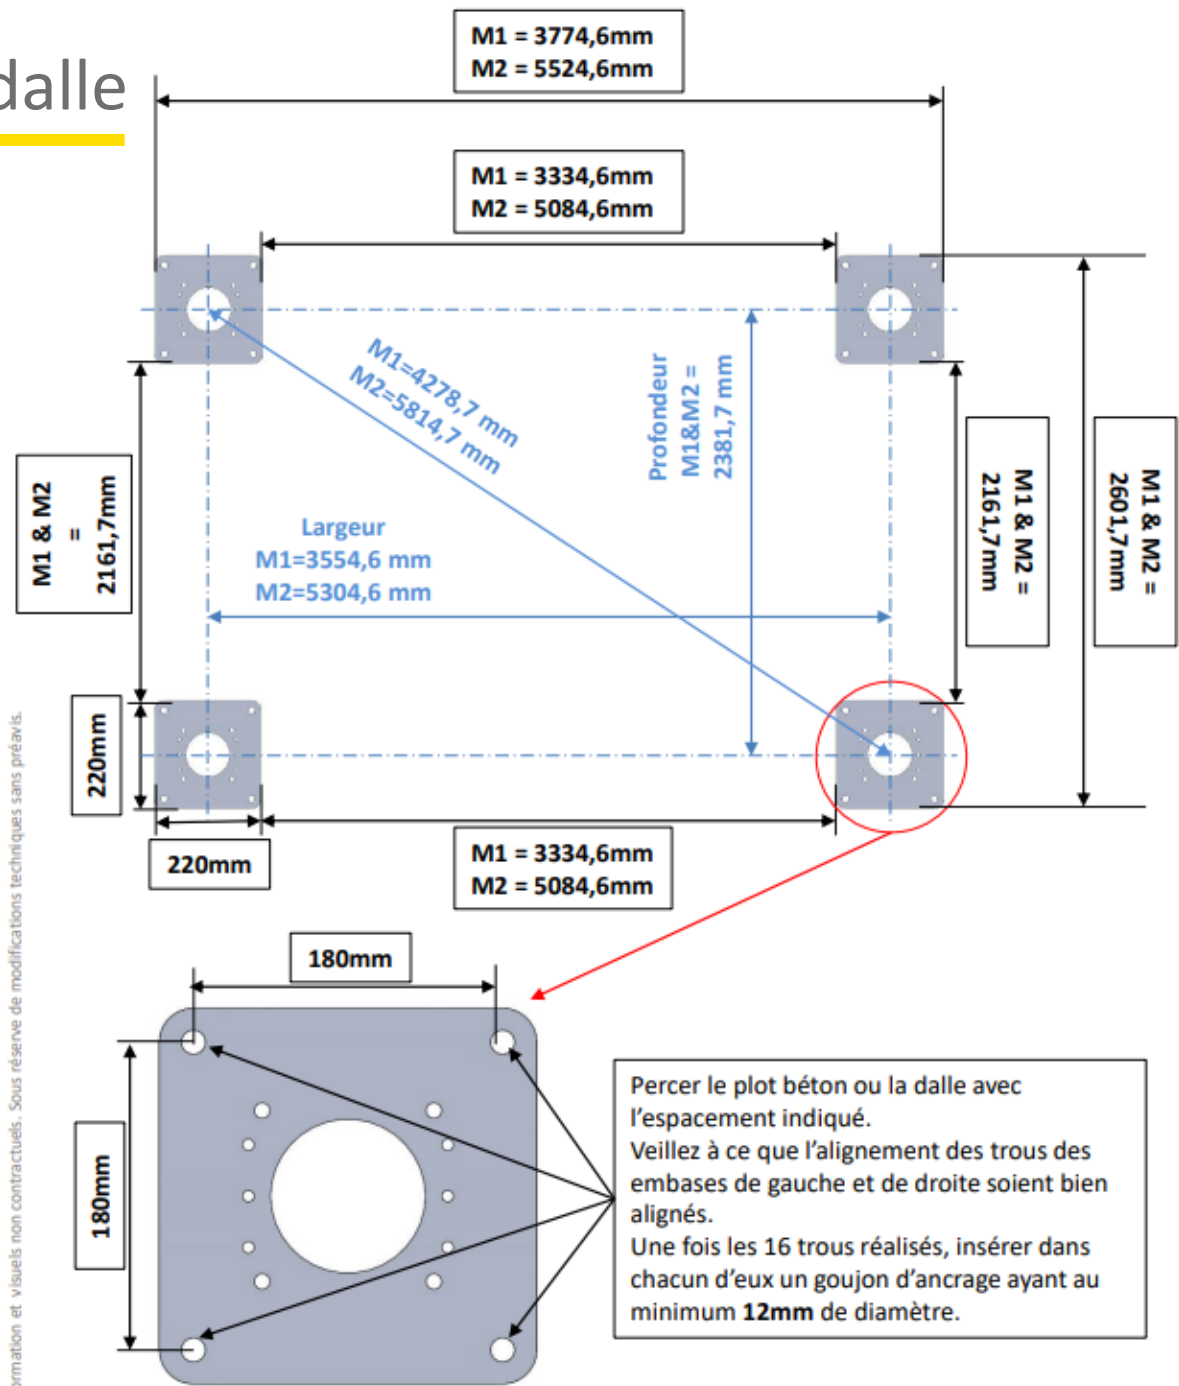 dalle
M1 = 3774,6mm
M2 = 5524,6mm
M1 = 3334,6mm
M2 = 5084,6mm
M1=4278,7 mm
M2=5814,7 mm
Profondeur
M1&M2 =
2381,7 mm
M1 & M2
=
2161,7mm
Largeur
M1=3554,6 mm
M2=5304,6 mm
M1 & M2 =
2161,7mm
M1 & M2 =
2601,7mm
220mm
220mm
M1 = 3334,6mm
M2 = 5084,6mm
180mm
180mm
Percer le plot béton ou la dalle avec
l'espacement indiqué.
Veillez à ce que l'alignement des trous des
embases de gauche et de droite soient bien
alignés.
Une fois les 16 trous réalisés, insérer dans
chacun d'eux un goujon d'ancrage ayant au
minimum 12mm de diamètre.
ormation et visuels non contractuels. Sous réserve de modifications techniques sans préavis.